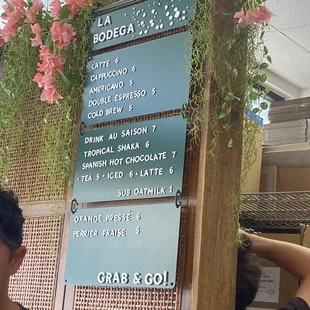 LA
BODEGA
LATTE 6
CAPPUCCINO 6
AMERICANO 5
DOUBLE ESPRESSO 5
COLD BREW 5
DRINK AU SAISON 7
TROPICAL SHAKA 6
SPANISH HOT CHOCOLATE 7
TEA 5 • ICED 6 • LATTE 6
SUB OATMILK 1
ORANGE PRESSÉ 6
PERRIER FRAISE 5
GRAB & GO!